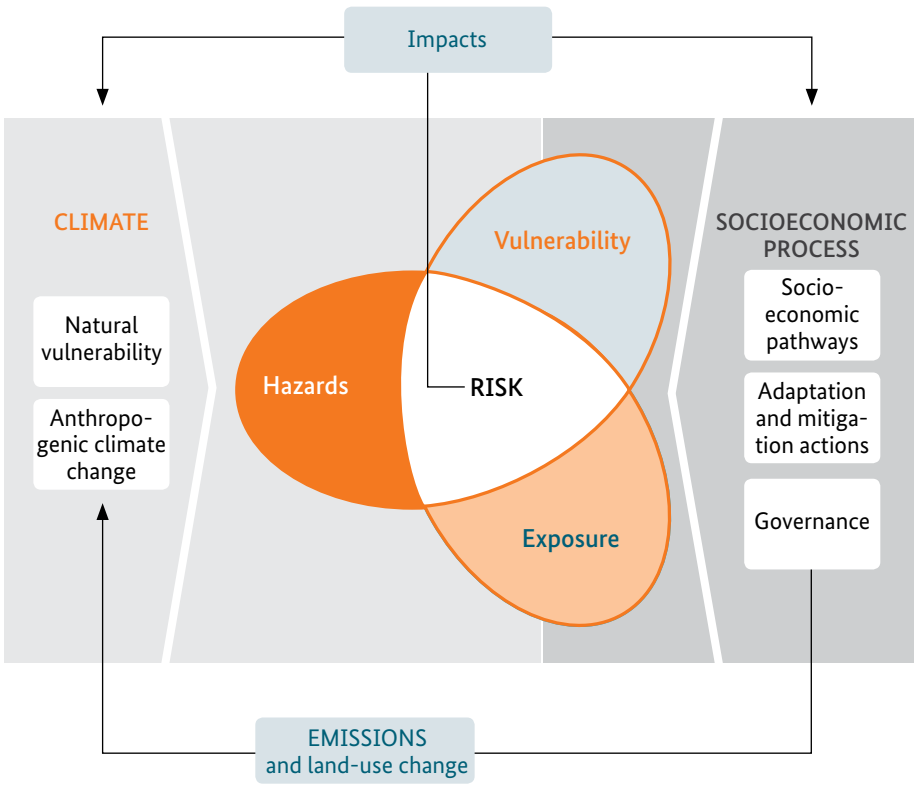 Impacts
CLIMATE
Natural
vulnerability
Anthropo-
genic climate
change
Vulnerability
Hazards
RISK
Exposure
SOCIOECONOMIC
PROCESS
Socio-
economic
pathways
Adaptation
and mitiga-
tion actions
Governance
EMISSIONS
and land-use change